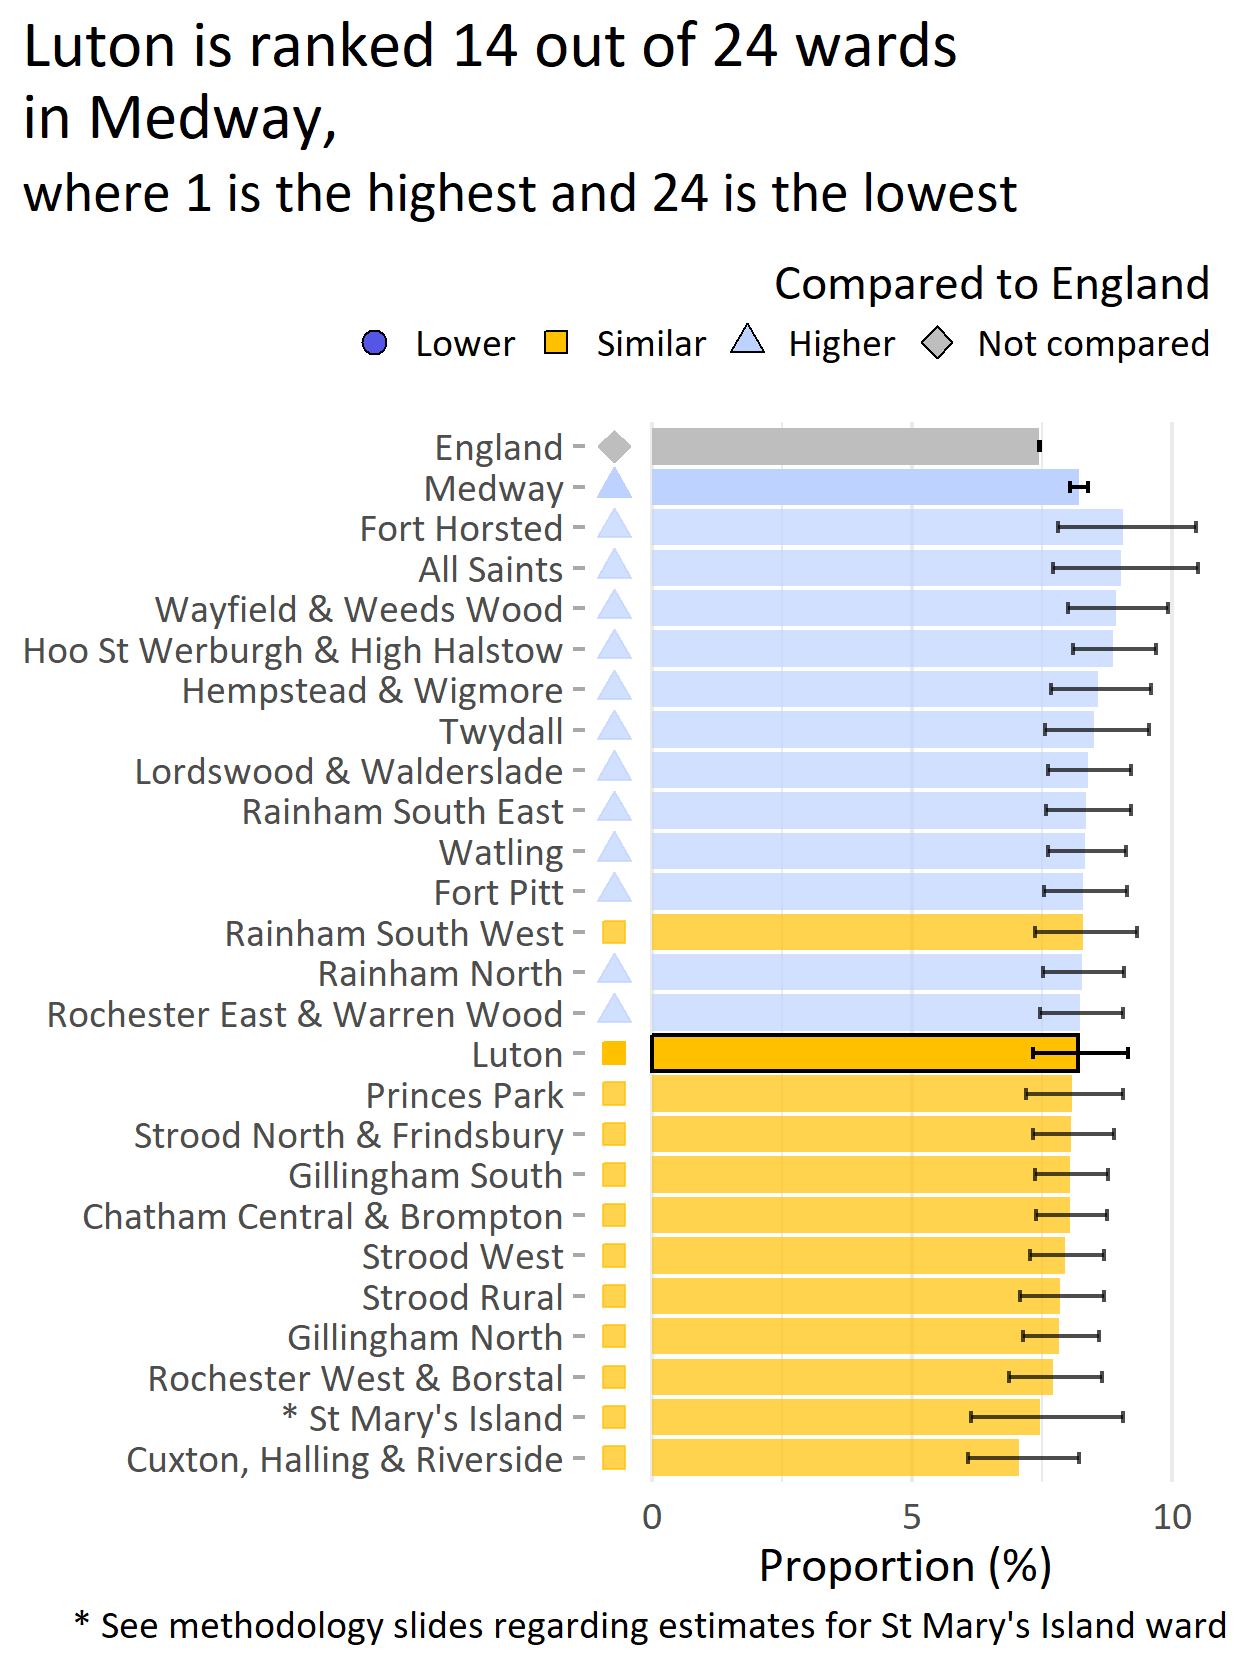 Luton is ranked 14 out of 24 wards
in Medway,
where 1 is the highest and 24 is the lowest
Compared to England
Lower Similar Higher Not compared
England
Medway
Fort Horsted
All Saints
Wayfield & Weeds Wood
Hoo St Werburgh & High Halstow
Hempstead & Wigmore
Twydall
Lordswood & Walderslade
Rainham South East
Watling
Fort Pitt
Rainham South West
Rainham North
Rochester East & Warren Wood
Luton
Princes Park
Strood North & Frindsbury
Gillingham South
Chatham Central & Brompton
Strood West
Strood Rural
Gillingham North
Rochester West & Borstal
* St Mary's Island
Cuxton, Halling & Riverside
0 5 10
Proportion (%)
* See methodology slides regarding estimates for St Mary's Island ward